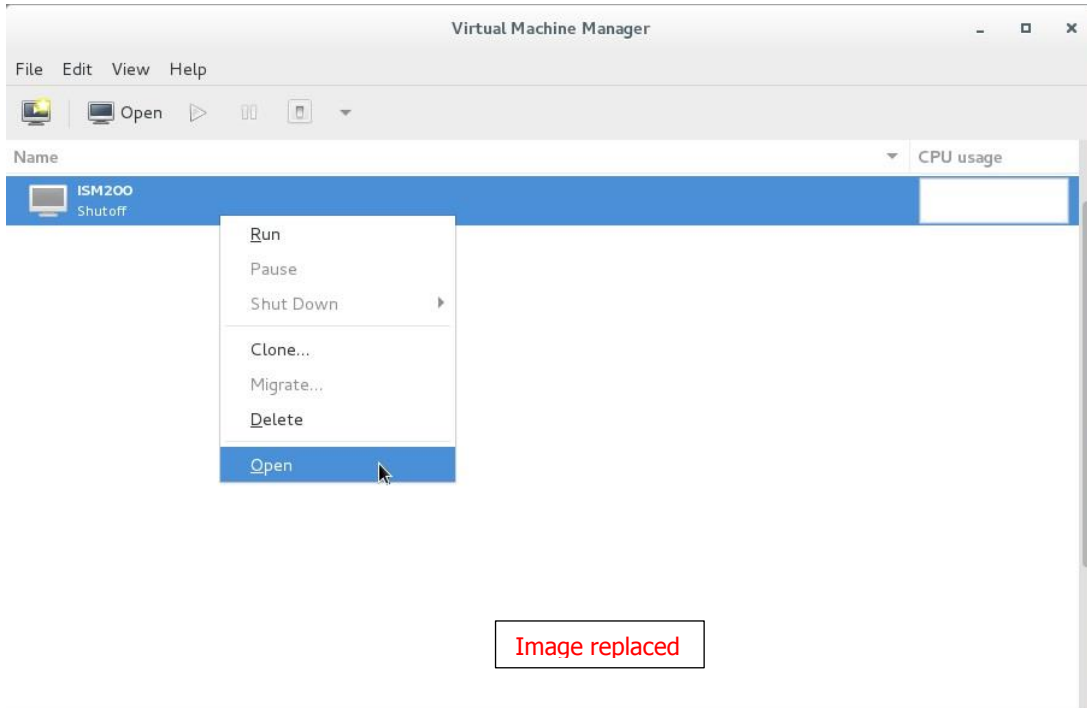 Virtual Machine Manager
File Edit View Help
Open
Name CPU usage
ISM200
Shutoff
Run
Pause
Shut Down
Clone...
Migrate...
Delete
Open
Image replaced